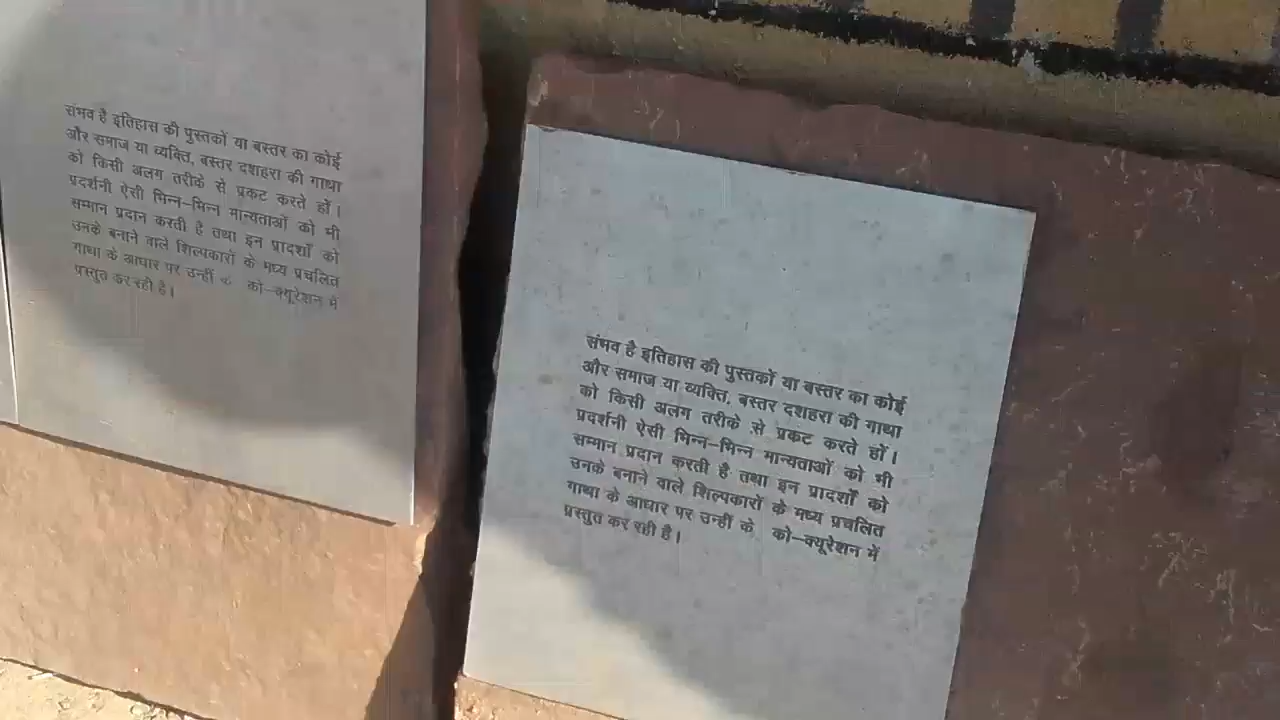 संभव है इतिहास की पुस्तकों या बस्तर का कोई
और समाज या व्यक्ति, बस्तर दशहरा की गाथा
को किसी अलग तरीके से प्रकट करते हों।
प्रदर्शनी ऐसी भिन्न-भिन्न मान्यताओं को भी
सम्मान प्रदान करती है तथा इन प्रादर्शों को
उनके बनाने वाले शिल्पकारों के मध्य प्रचलित
गाथा के आधार पर उन्हीं के को-क्यूरेशन में
प्रस्तुत कर रही है।
संभव है इतिहास की पुस्तकों या बस्तर का कोई
और समाज या व्यक्ति, बस्तर दशहरा की गाथा
को किसी अलग तरीके से प्रकट करते हों।
प्रदर्शनी ऐसी भिन्न-भिन्न मान्यताओं को भी
सम्मान प्रदान करती है तथा इन प्रादर्शों को
उनके बनाने वाले शिल्पकारों के मध्य प्रचलित
गाथा के आधार पर उन्हीं के को-क्यूरेशन में
प्रस्तुत कर रही है।